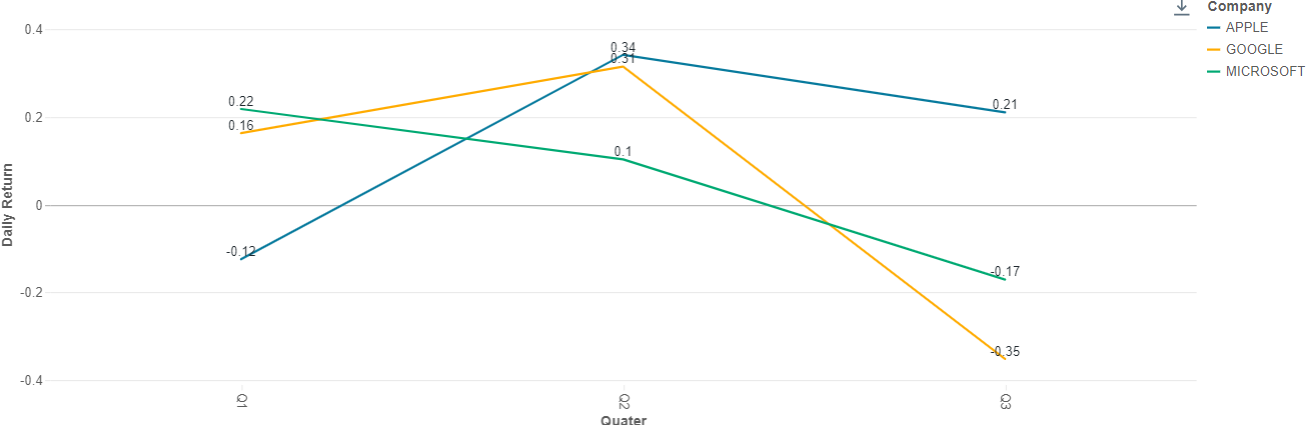 Company
APPLE
GOOGLE
MICROSOFT
Daily Return
0.4
0.2
0
-0.2
-0.4
0.22
0.16
-0.12
0.34
0.31
0.1
0.21
-0.17
-0.35
Q1
Q2
Q3
Quater